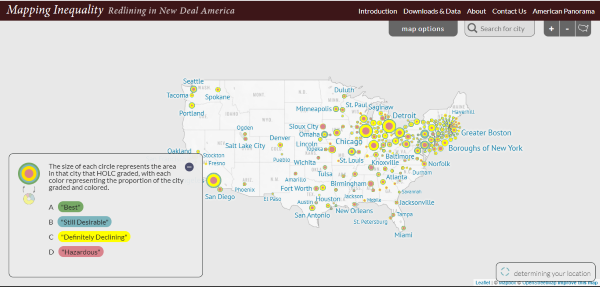 Mapping Inequality Redlining in New Deal America
Introduction Downloads & Data About Contact Us American Panorama
map options
Search for city
+ -
Seattle
Tacoma
Spokane
Portland
Duluth
Minneapolis
St. Paul
Saginaw
Detroit
Haverhill
Greater Boston
Boroughs of New York
Ogden
Salt Lake City
Sioux City
Omaha
Lincoln
Chicago
Denver
Pueblo
Wichita
St. Louis
Baltimore
Knoxville
Norfolk
Oakland
Stockton
Fresno
San Diego
Phoenix
El Paso
Tulsa
Amarillo
Fort Worth
Birmingham
Atlanta
Durham
Savannah
Jackson
Austin
Houston
New Orleans
San Antonio
Jacksonville
Tampa
St. Petersburg
Miami
The size of each circle represents the area
in that city that HOLC graded, with each
color representing the proportion of the city
graded and colored.
A "Best"
B "Still Desirable"
C "Definitely Declining"
D "Hazardous"
determining your location
Leaflet | © Mapbox © OpenStreetMap Improve this map